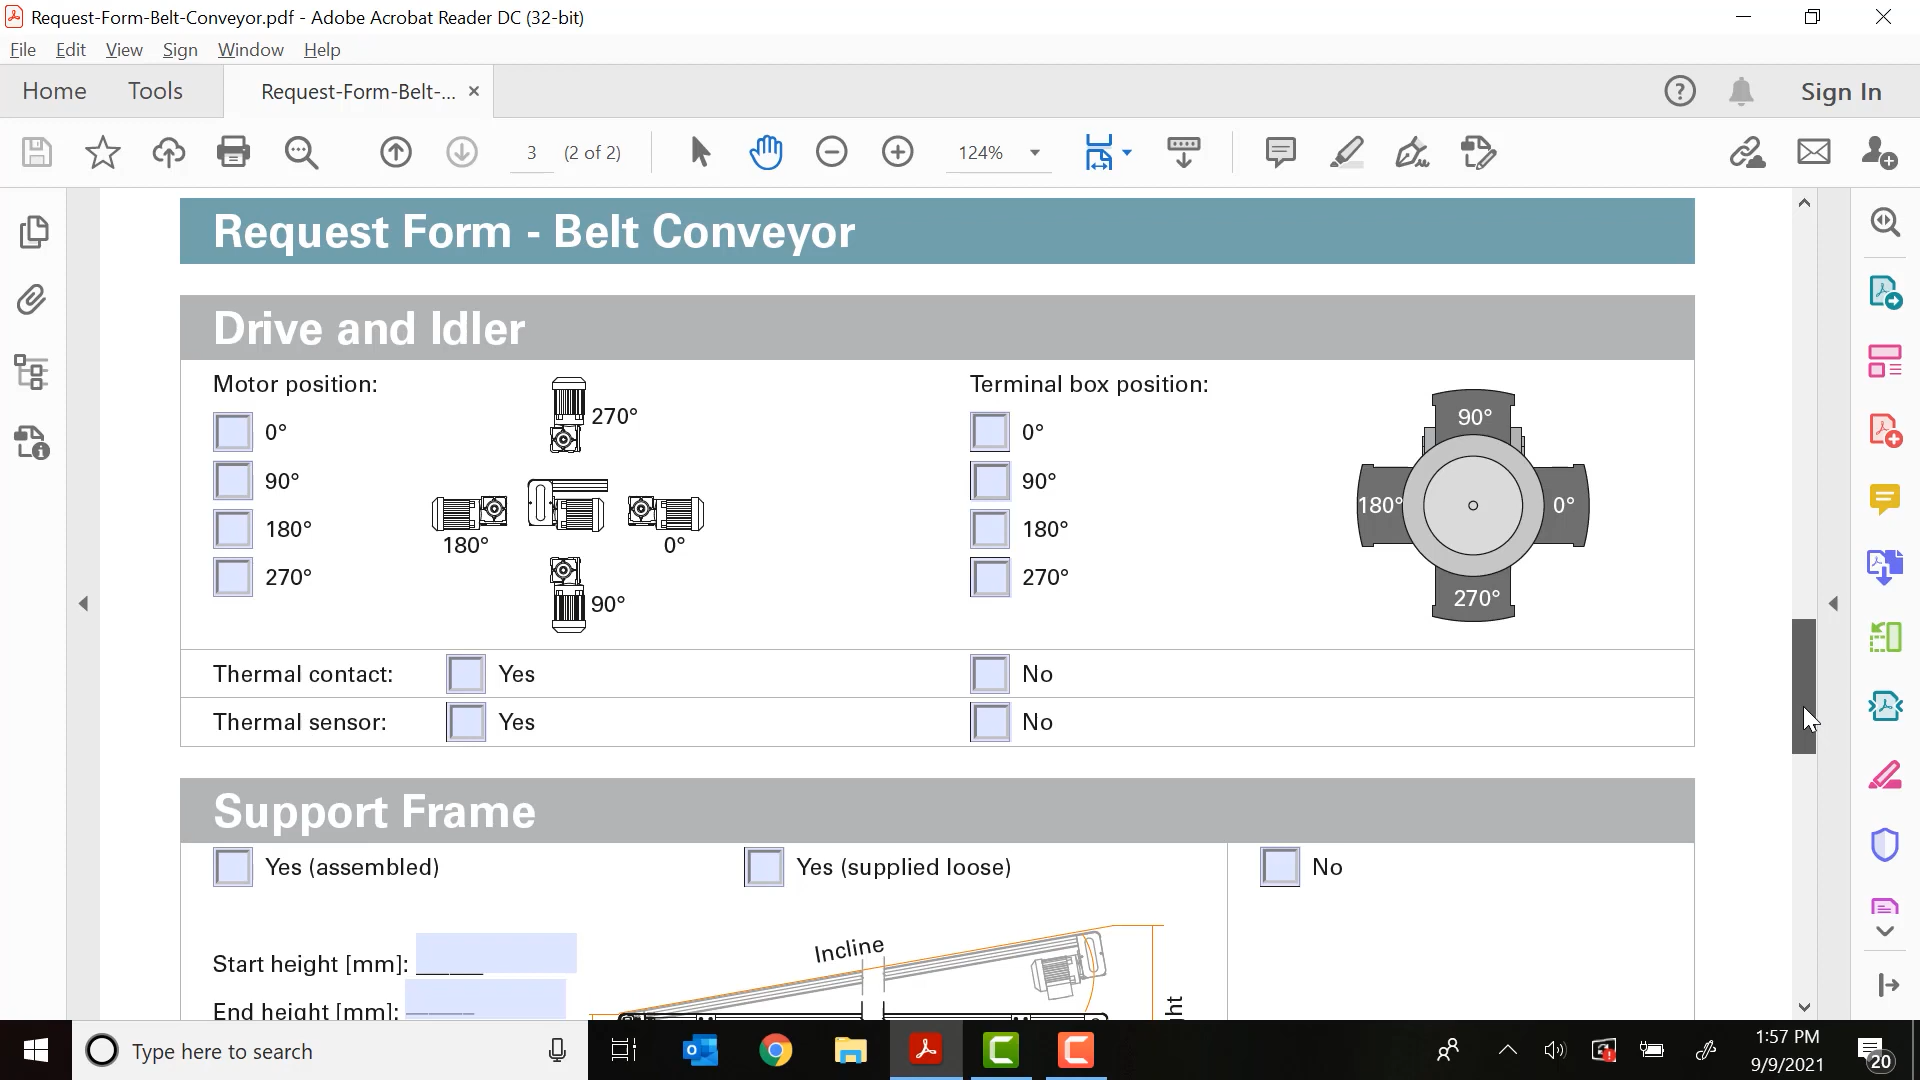 Request-Form-Belt-Conveyor.pdf - Adobe Acrobat Reader DC (32-bit)
File Edit View Sign Window Help
Home Tools Request-Form-Belt-... × Sign In
3 (2 of 2) 124%
Request Form - Belt Conveyor
Drive and Idler
Motor position: Terminal box position:
270° 90°
0° 0°
90° 90°
180° 0°
180° 180°
180° 0°
270° 270°
90° 270°
Thermal contact: Yes No
Thermal sensor: Yes No
Support Frame
Yes (assembled) Yes (supplied loose) No
Incline
Start height [mm]: ______
End height [mm]: ______
ht
Type here to search
1:57 PM
9/9/2021
20